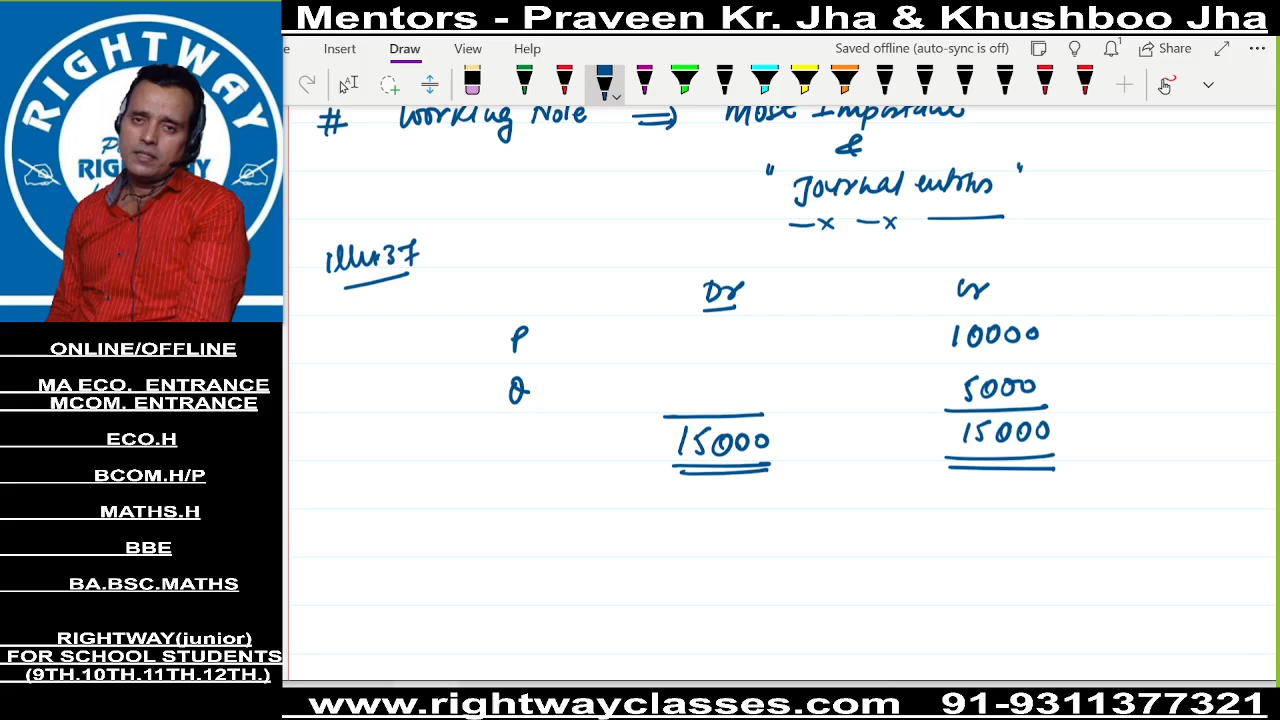 Mentors - Praveen Kr. Jha & Khushboo Jha
RIGHTWAY
RIGHTWAY
Insert Draw View Help
Saved offline (auto-sync is off)
Share
# Working Note ⇒ Most Important
&
"Journal entries"
—x —x ——
illus 37
Dr Cr
P 10000
Q 5000
15000 15000
ONLINE/OFFLINE
MA ECO. ENTRANCE
MCOM. ENTRANCE
ECO.H
BCOM.H/P
MATHS.H
BBE
BA.BSC.MATHS
RIGHTWAY(junior)
FOR SCHOOL STUDENTS
(9TH.10TH.11TH.12TH.)
www.rightwayclasses.com 91-9311377321